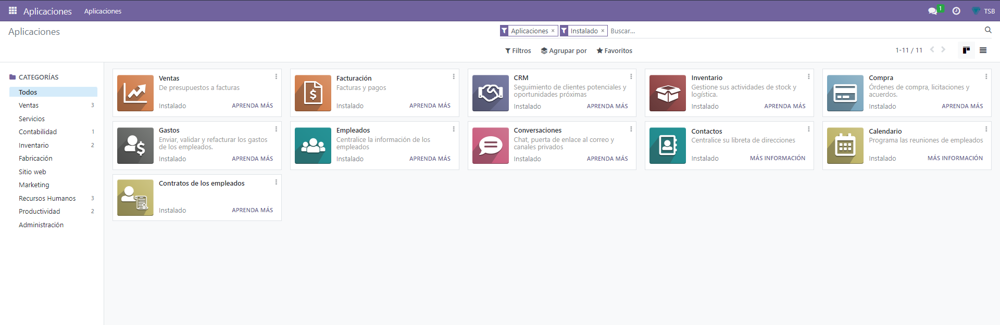 Aplicaciones Aplicaciones 1 TSB
Aplicaciones
Aplicaciones × Instalado × Buscar...
Filtros Agrupar por Favoritos 1-11 / 11
CATEGORÍAS
Todos
Ventas 3
Servicios
Contabilidad 1
Inventario 2
Fabricación
Sitio web
Marketing
Recursos Humanos 3
Productividad 2
Administración
Ventas
De presupuestos a facturas
Instalado APRENDA MÁS
Facturación
Facturas y pagos
Instalado APRENDA MÁS
CRM
Seguimiento de clientes potenciales y
oportunidades próximas
Instalado APRENDA MÁS
Inventario
Gestione sus actividades de stock y
logística.
Instalado APRENDA MÁS
Compra
Órdenes de compra, licitaciones y
acuerdos.
Instalado APRENDA MÁS
Gastos
Enviar, validar y refacturar los gastos
de los empleados.
Instalado APRENDA MÁS
Empleados
Centralice la información de los
empleados
Instalado APRENDA MÁS
Conversaciones
Chat, puerta de enlace al correo y
canales privados
Instalado APRENDA MÁS
Contactos
Centralice su libreta de direcciones
Instalado MÁS INFORMACIÓN
Calendario
Programa las reuniones de empleados
Instalado MÁS INFORMACIÓN
Contratos de los empleados
Instalado APRENDA MÁS